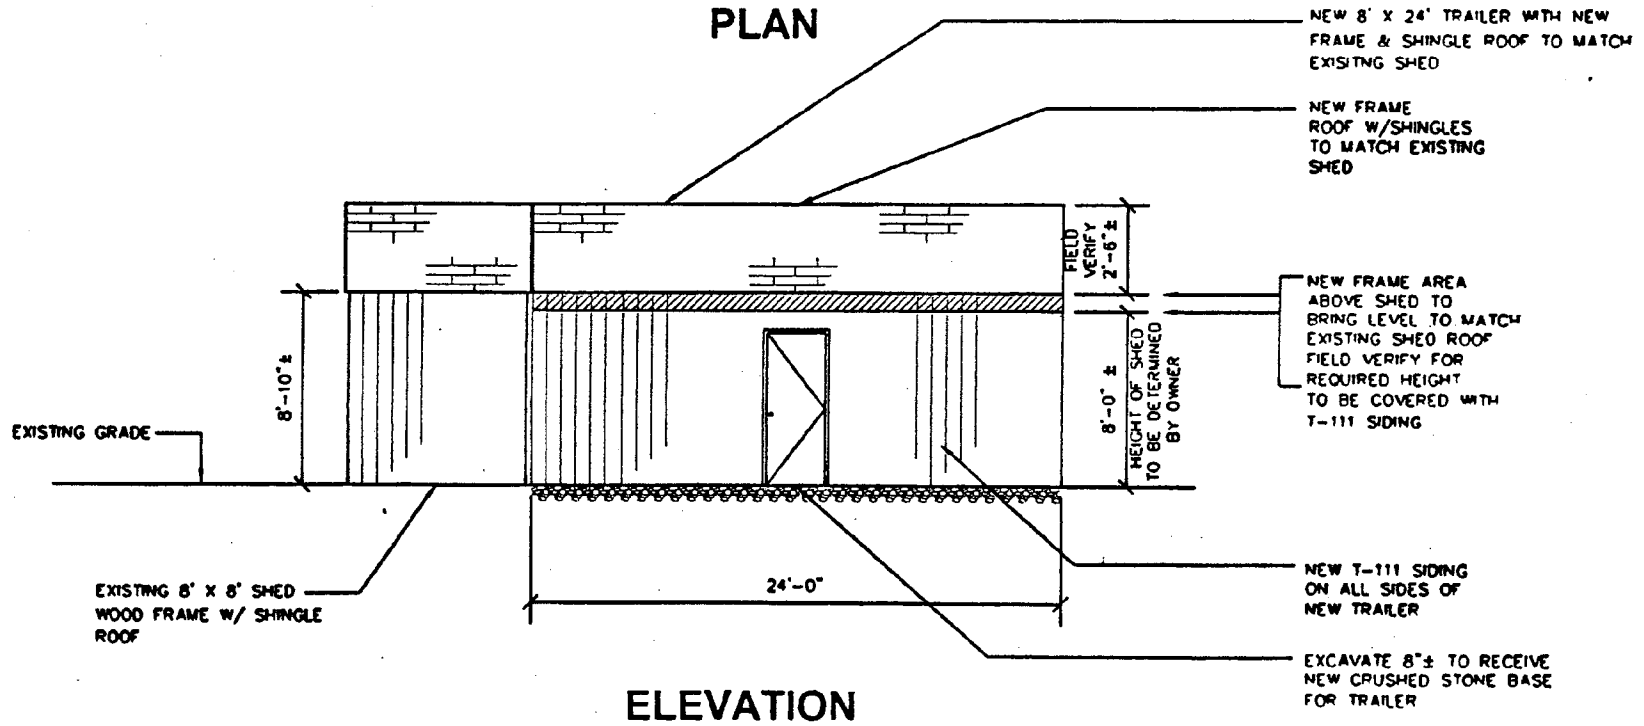 PLAN
NEW 8' X 24' TRAILER WITH NEW
FRAME & SHINGLE ROOF TO MATCH
EXISITNG SHED
NEW FRAME
ROOF W/SHINGLES
TO MATCH EXISTING
SHED
FIELD
VERIFY
2'-6"±
NEW FRAME AREA
ABOVE SHED TO
BRING LEVEL TO MATCH
EXISTING SHED ROOF
FIELD VERIFY FOR
REQUIRED HEIGHT
TO BE COVERED WITH
T-111 SIDING
8'-10"±
8'-0" ±
HEIGHT OF SHED
TO BE DETERMINED
BY OWNER
EXISTING GRADE
EXISTING 8' X 8' SHED
WOOD FRAME W/ SHINGLE
ROOF
24'-0"
NEW T-111 SIDING
ON ALL SIDES OF
NEW TRAILER
EXCAVATE 8"± TO RECEIVE
NEW CRUSHED STONE BASE
FOR TRAILER
ELEVATION